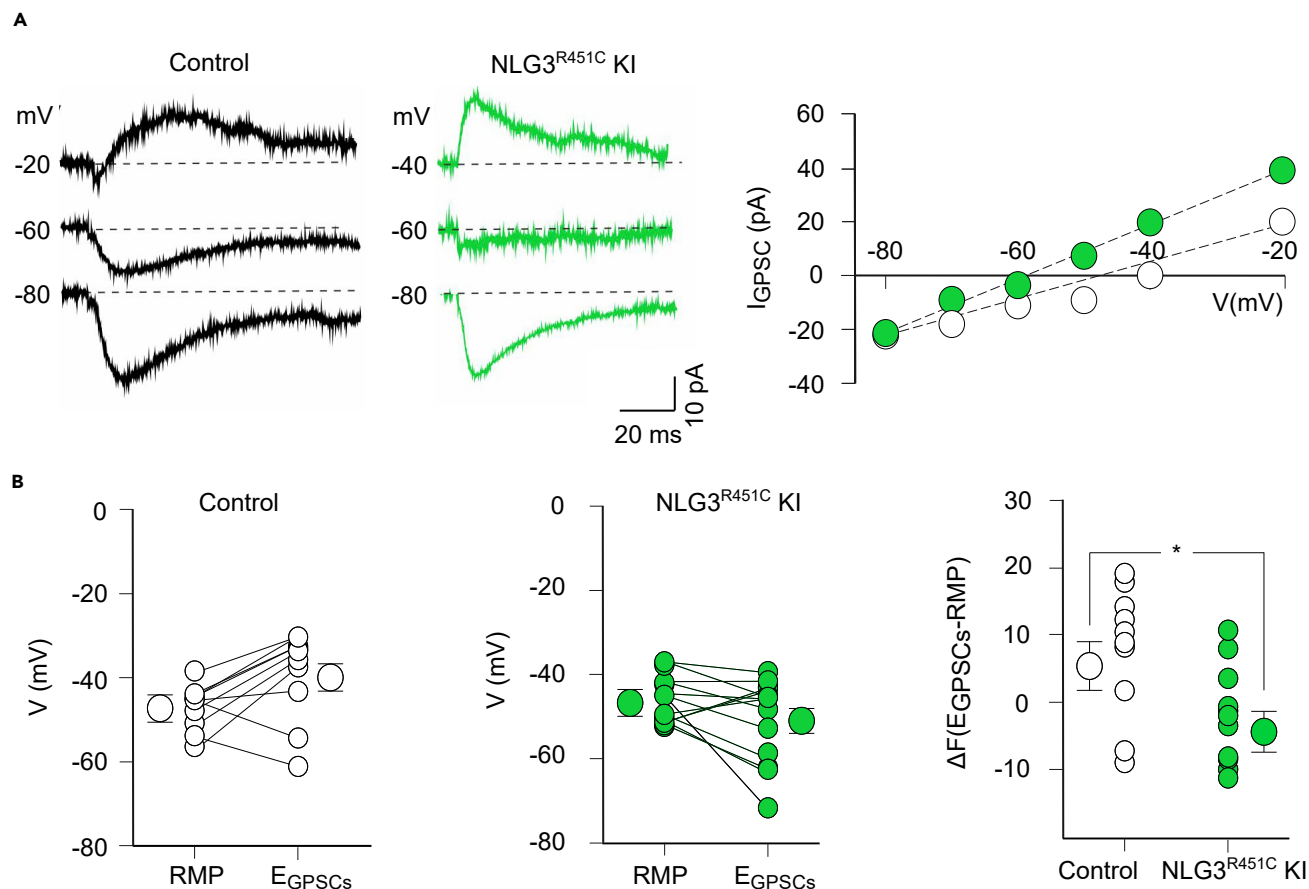 A
Control
NLG3R451C KI
mV
-20
-60
-80
mV
-40
-60
-80
20 ms
10 pA
IGPSC (pA)
60
40
20
0
-20
-40
-80
-60
-40
-20
V(mV)
B
Control
V (mV)
0
-20
-40
-60
-80
RMP
EGPSCs
NLG3R451C KI
V (mV)
0
-20
-40
-60
-80
RMP
EGPSCs
ΔF(EGPSCs-RMP)
30
20
10
0
-10
*
Control
NLG3R451C KI